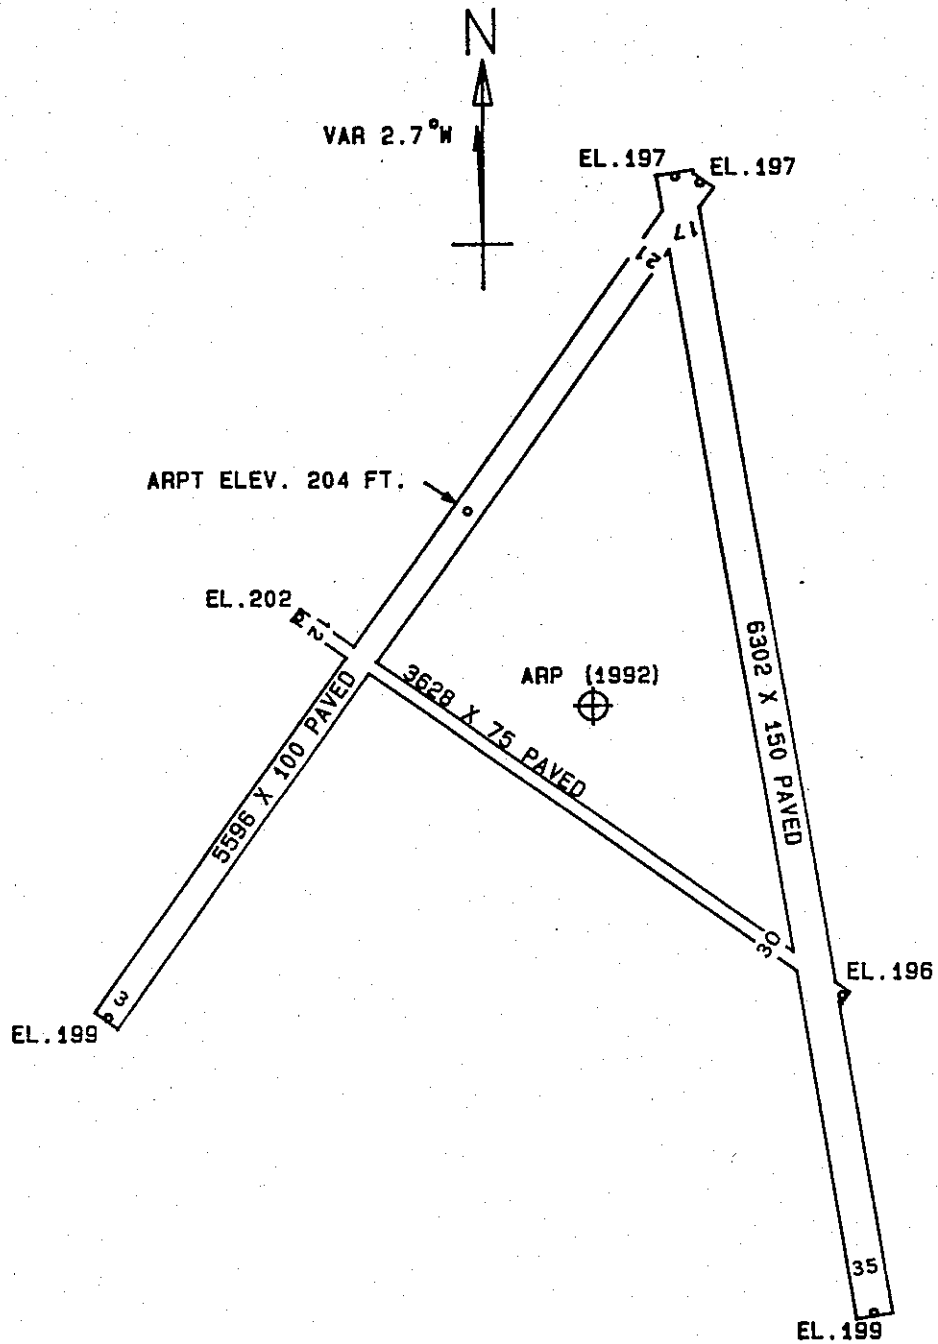 N
VAR 2.7°W
EL.197
EL.197
17
21
ARPT ELEV. 204 FT.
EL.202
12
ARP (1992)
3628 X 75 PAVED
6302 X 150 PAVED
5596 X 100 PAVED
30
EL.196
3
EL.199
35
EL.199